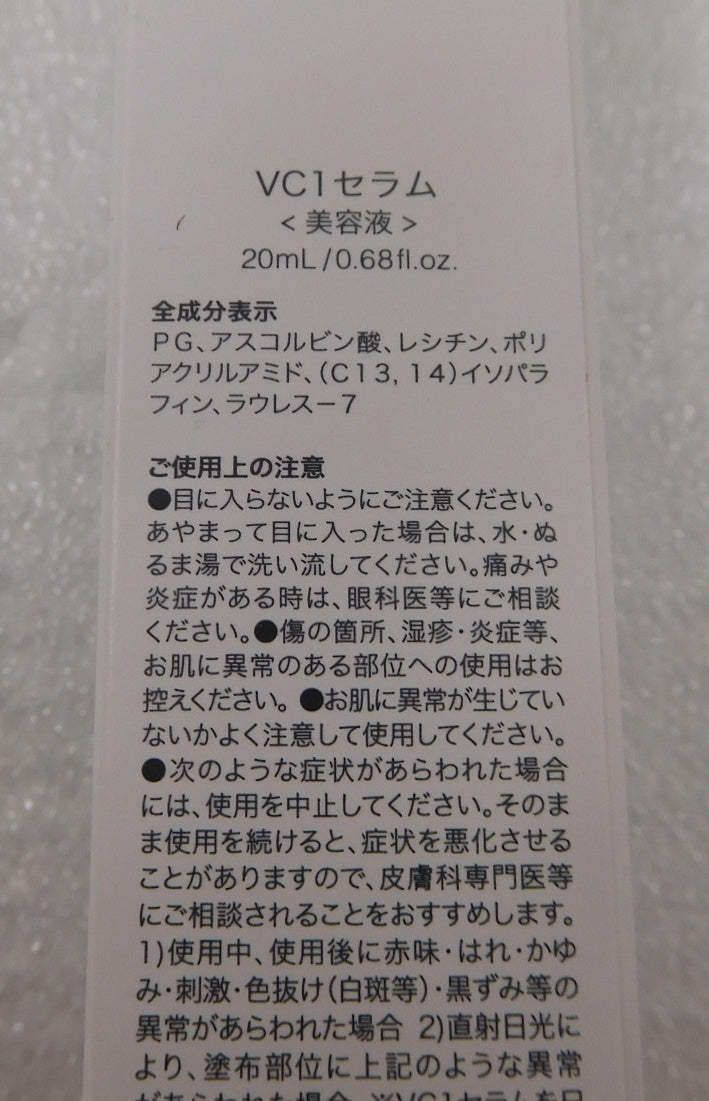 VC1セラム
<美容液>
20mL/0.68fl.oz.
全成分表示
PG、アスコルビン酸、レシチン、ポリ
アクリルアミド、(C13, 14)イソパラ
フィン、ラウレス－7
ご使用上の注意
●目に入らないようにご注意ください。
あやまって目に入った場合は、水・ぬ
るま湯で洗い流してください。痛みや
炎症がある時は、眼科医等にご相談
ください。●傷の箇所、湿疹・炎症等、
お肌に異常のある部位への使用はお
控えください。●お肌に異常が生じてい
ないかよく注意して使用してください。
●次のような症状があらわれた場合
には、使用を中止してください。そのま
ま使用を続けると、症状を悪化させる
ことがありますので、皮膚科専門医等
にご相談されることをおすすめします。
1)使用中、使用後に赤味・はれ・かゆ
み・刺激・色抜け(白斑等)・黒ずみ等の
異常があらわれた場合 2)直射日光に
より、塗布部位に上記のような異常
があらわれた場合 ※VC1セラムを日